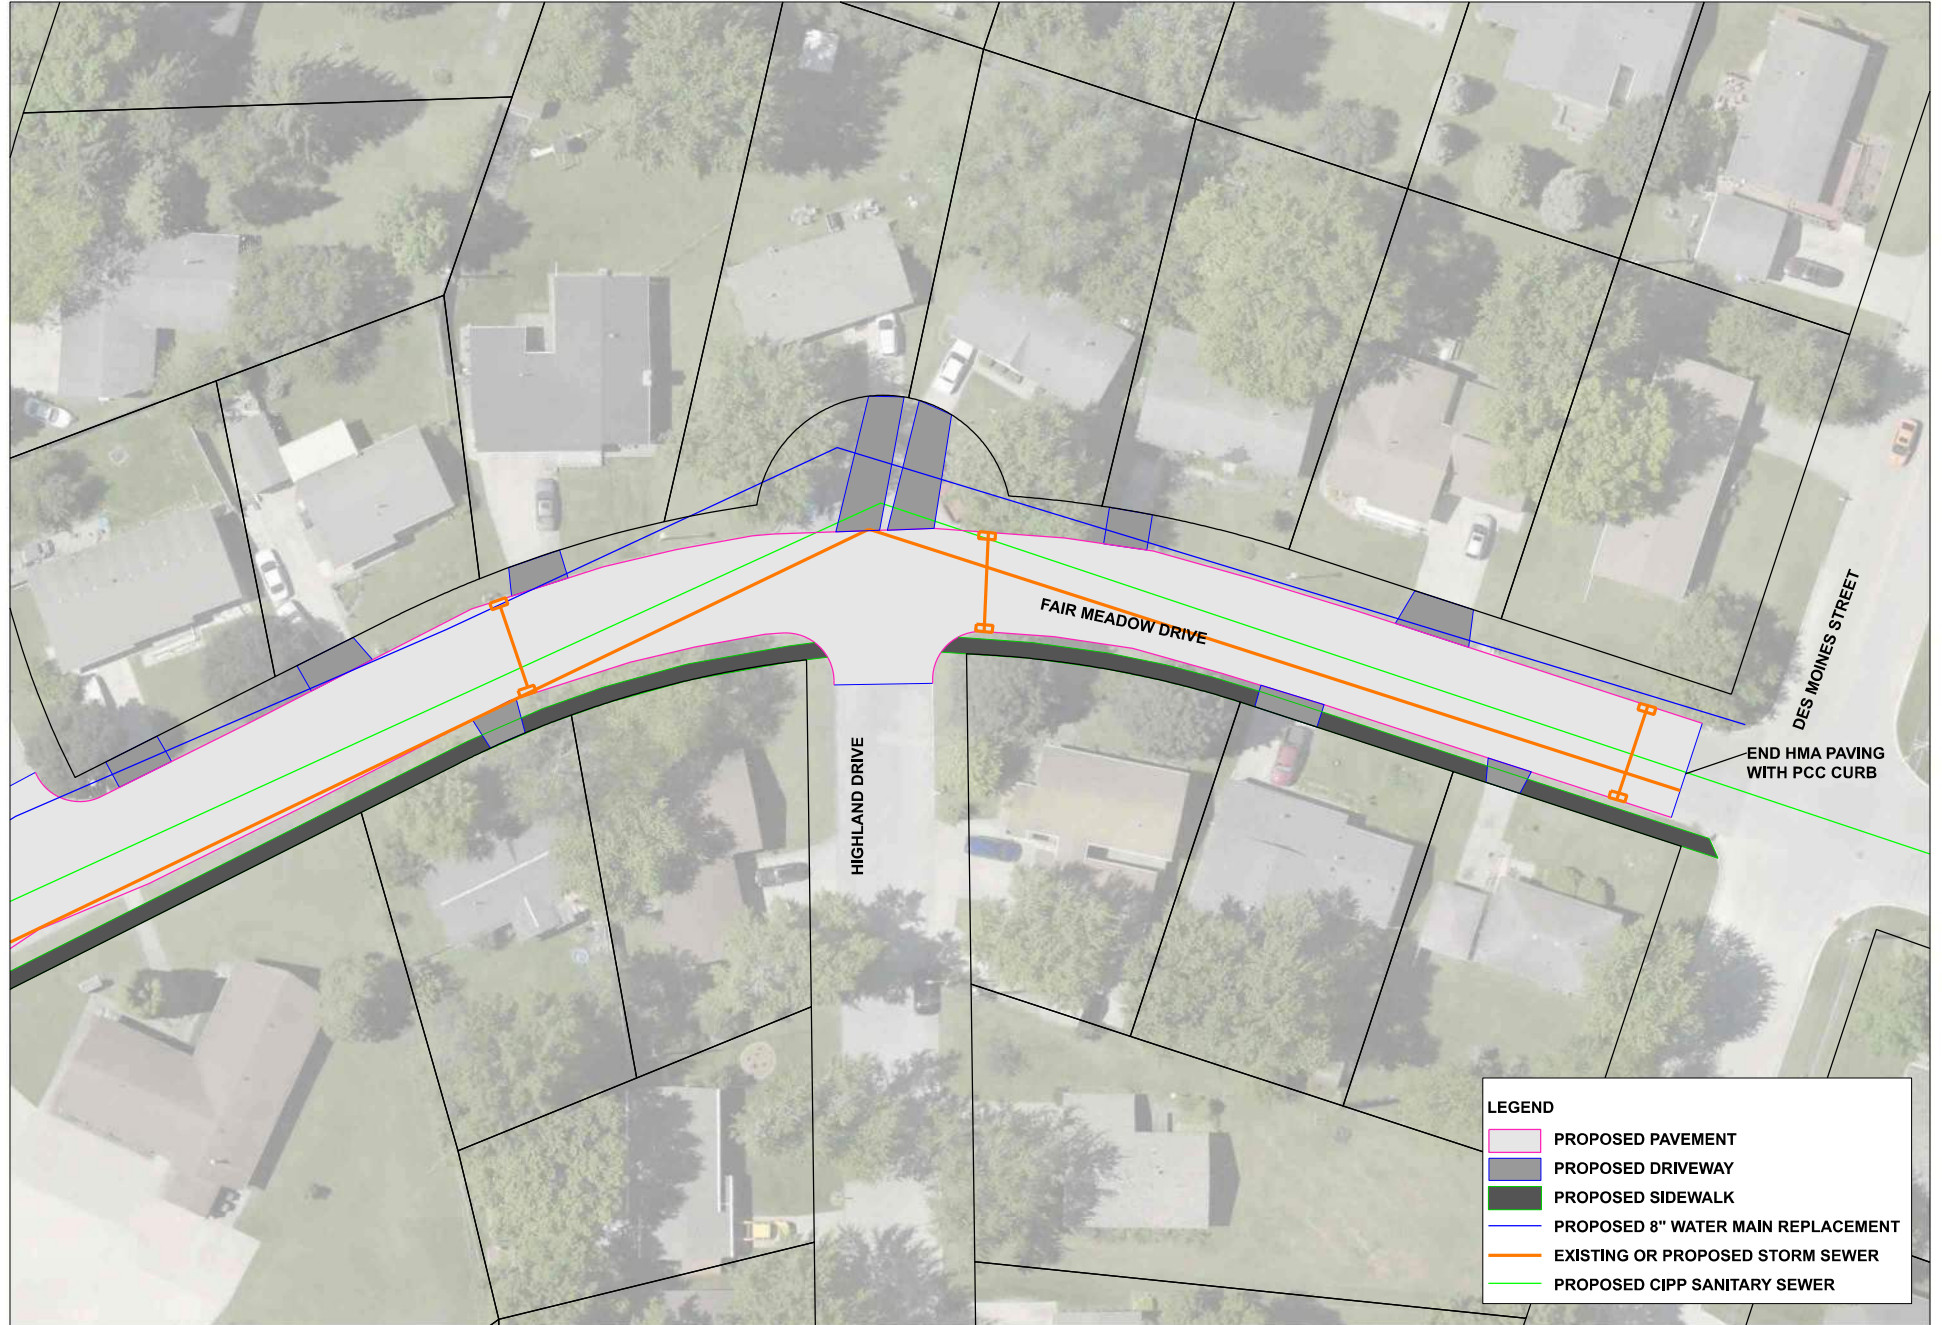 FAIR MEADOW DRIVE
DES MOINES STREET
END HMA PAVING
WITH PCC CURB
HIGHLAND DRIVE
LEGEND
PROPOSED PAVEMENT
PROPOSED DRIVEWAY
PROPOSED SIDEWALK
PROPOSED 8" WATER MAIN REPLACEMENT
EXISTING OR PROPOSED STORM SEWER
PROPOSED CIPP SANITARY SEWER